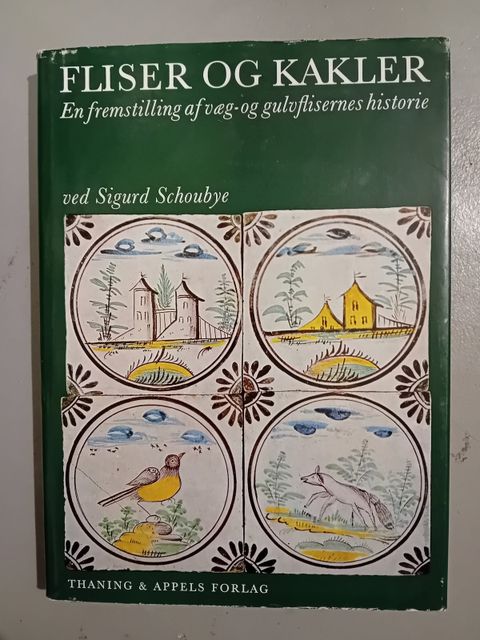 FLISER OG KAKLER
En fremstilling af væg- og gulvflisernes historie
ved Sigurd Schoubye
THANING & APPELS FORLAG